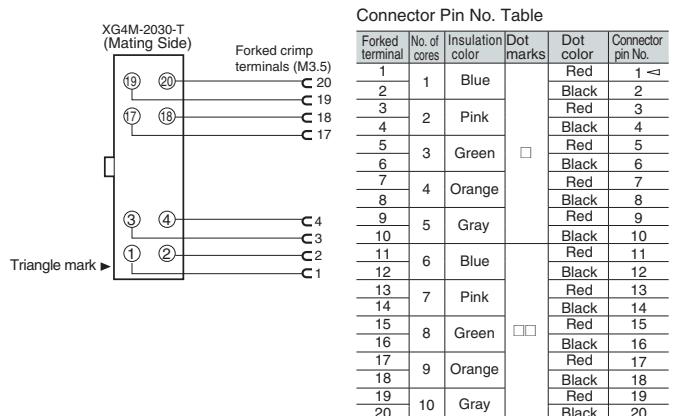 Connector Pin No. Table
XG4M-2030-T
(Mating Side)
Forked crimp
terminals (M3.5)
19 20 20
19
17 18 18
17
3 4 4
3
1 2 2
Triangle mark 1
Forked terminal No. of cores Insulation color Dot marks Dot color Connector pin No.
1 1 Blue □ Red 1
2 Black 2
3 2 Pink Red 3
4 Black 4
5 3 Green Red 5
6 Black 6
7 4 Orange Red 7
8 Black 8
9 5 Gray Red 9
10 Black 10
11 6 Blue □□ Red 11
12 Black 12
13 7 Pink Red 13
14 Black 14
15 8 Green Red 15
16 Black 16
17 9 Orange Red 17
18 Black 18
19 10 Gray Red 19
20 Black 20